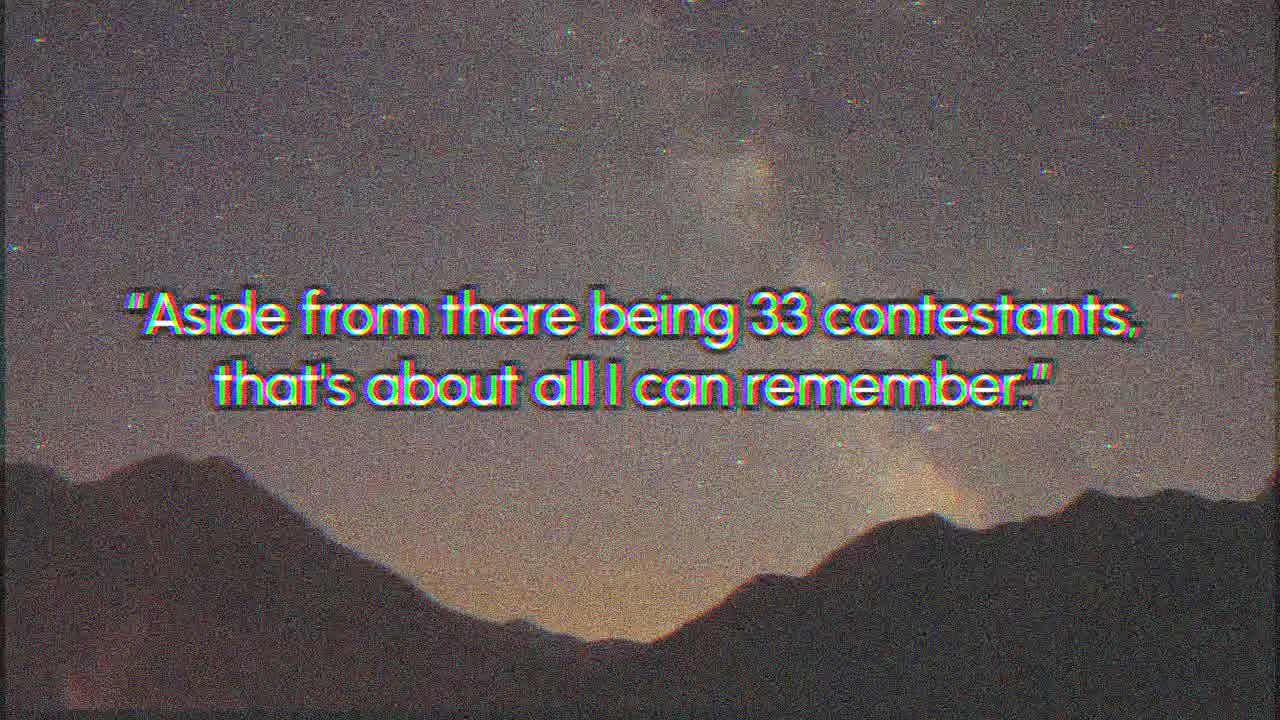 "Aside from there being 33 contestants,
that's about all I can remember."